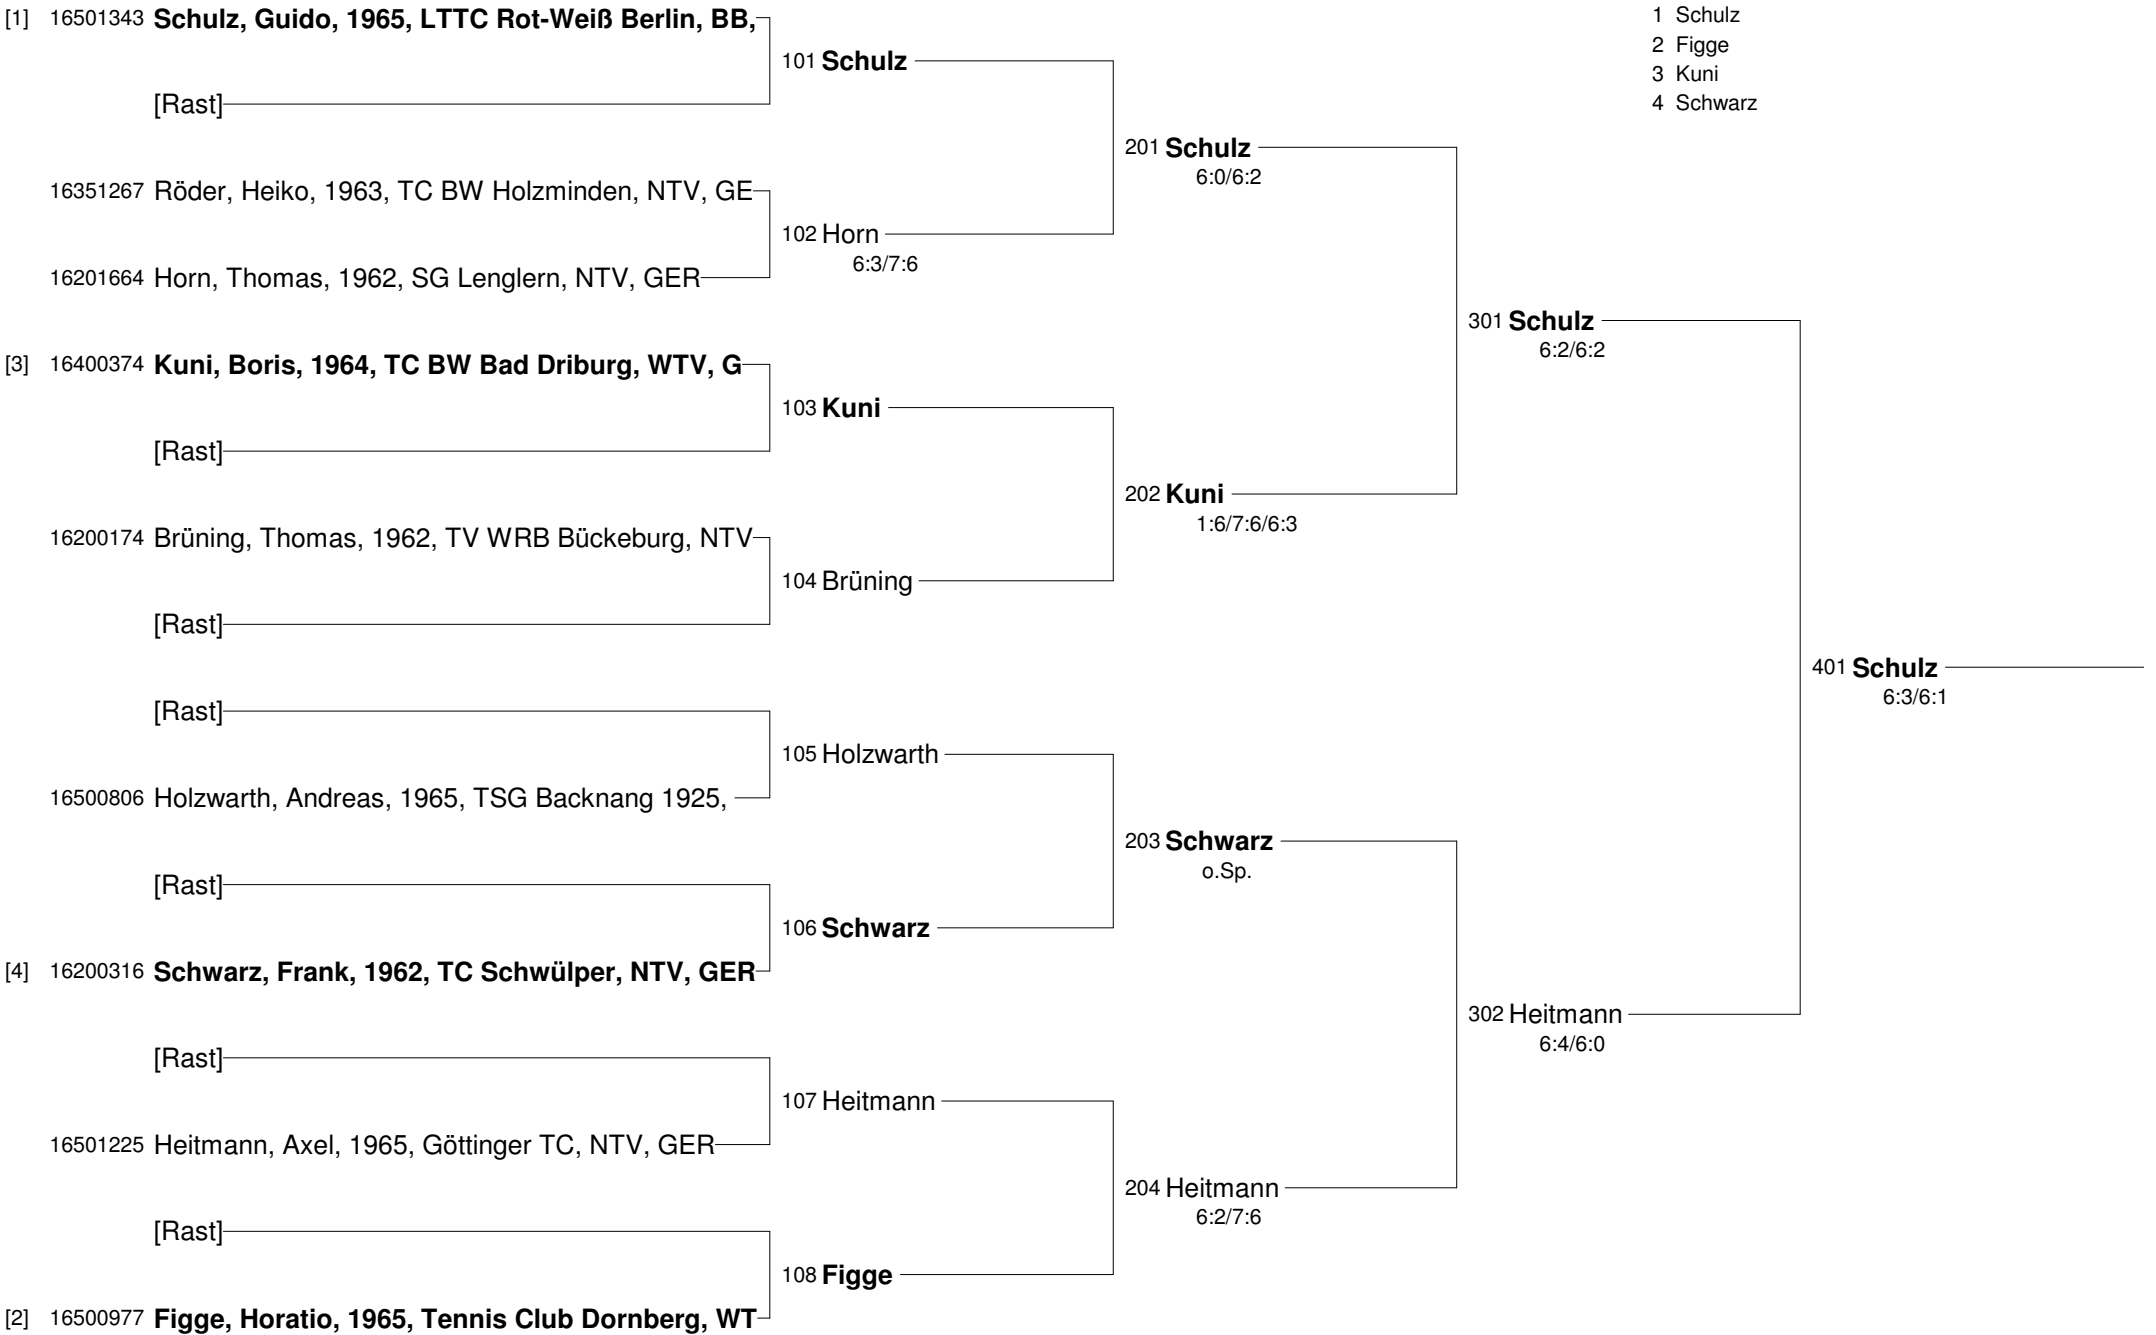 [1] 16501343 Schulz, Guido, 1965, LTTC Rot-Weiß Berlin, BB,
[Rast]
16351267 Röder, Heiko, 1963, TC BW Holzminden, NTV, GE
16201664 Horn, Thomas, 1962, SG Lenglern, NTV, GER
[3] 16400374 Kuni, Boris, 1964, TC BW Bad Driburg, WTV, G
[Rast]
16200174 Brüning, Thomas, 1962, TV WRB Bückeburg, NTV
[Rast]
[Rast]
16500806 Holzwarth, Andreas, 1965, TSG Backnang 1925,
[Rast]
[4] 16200316 Schwarz, Frank, 1962, TC Schwülper, NTV, GER
[Rast]
16501225 Heitmann, Axel, 1965, Göttinger TC, NTV, GER
[Rast]
[2] 16500977 Figge, Horatio, 1965, Tennis Club Dornberg, WT
101 Schulz
102 Horn
6:3/7:6
103 Kuni
104 Brüning
105 Holzwarth
106 Schwarz
107 Heitmann
108 Figge
201 Schulz
6:0/6:2
202 Kuni
1:6/7:6/6:3
203 Schwarz
o.Sp.
204 Heitmann
6:2/7:6
301 Schulz
6:2/6:2
302 Heitmann
6:4/6:0
401 Schulz
6:3/6:1
1 Schulz
2 Figge
3 Kuni
4 Schwarz